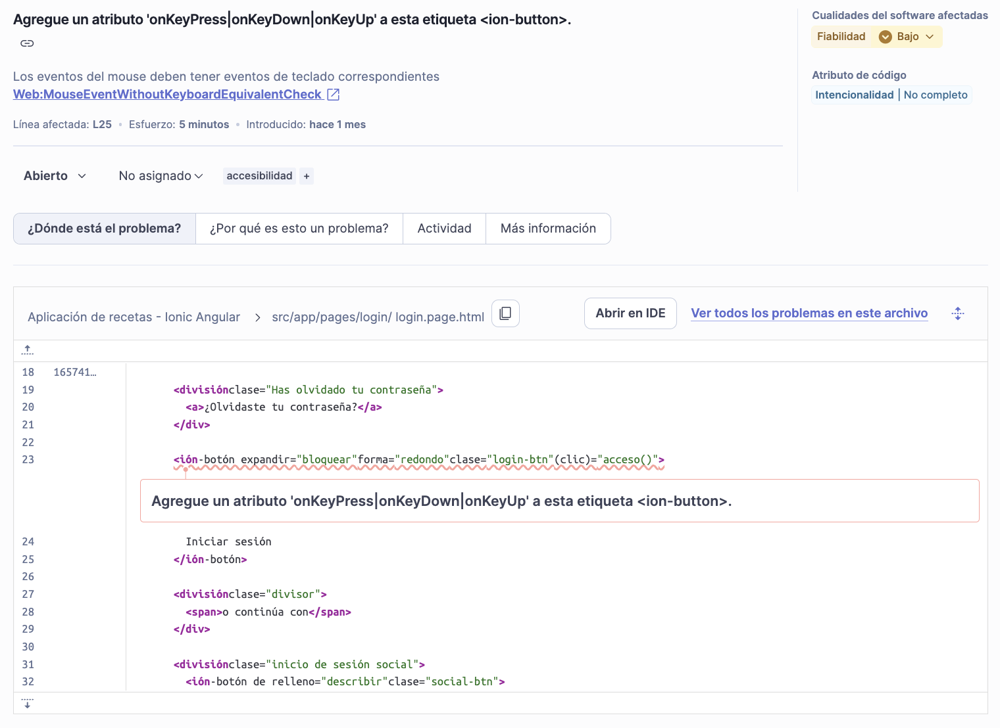 Agregue un atributo 'onKeyPress|onKeyDown|onKeyUp' a esta etiqueta <ion-button>.
Los eventos del mouse deben tener eventos de teclado correspondientes
Web:MouseEventWithoutKeyboardEquivalentCheck
Línea afectada: L25 • Esfuerzo: 5 minutos • Introducido: hace 1 mes
Cualidades del software afectadas
Fiabilidad Bajo
Atributo de código
Intencionalidad | No completo
Abierto No asignado accesibilidad +
¿Dónde está el problema? ¿Por qué es esto un problema? Actividad Más información
Aplicación de recetas - Ionic Angular > src/app/pages/login/ login.page.html Abrir en IDE Ver todos los problemas en este archivo
18 165741…
19 <divisiónclase="Has olvidado tu contraseña">
20 <a>¿Olvidaste tu contraseña?</a>
21 </div>
22
23 <ión-botón expandir="bloquear"forma="redondo"clase="login-btn"(clic)="acceso()">
Agregue un atributo 'onKeyPress|onKeyDown|onKeyUp' a esta etiqueta <ion-button>.
24 Iniciar sesión
25 </ión-botón>
26
27 <divisiónclase="divisor">
28 <span>o continúa con</span>
29 </div>
30
31 <divisiónclase="inicio de sesión social">
32 <ión-botón de relleno="describir"clase="social-btn">